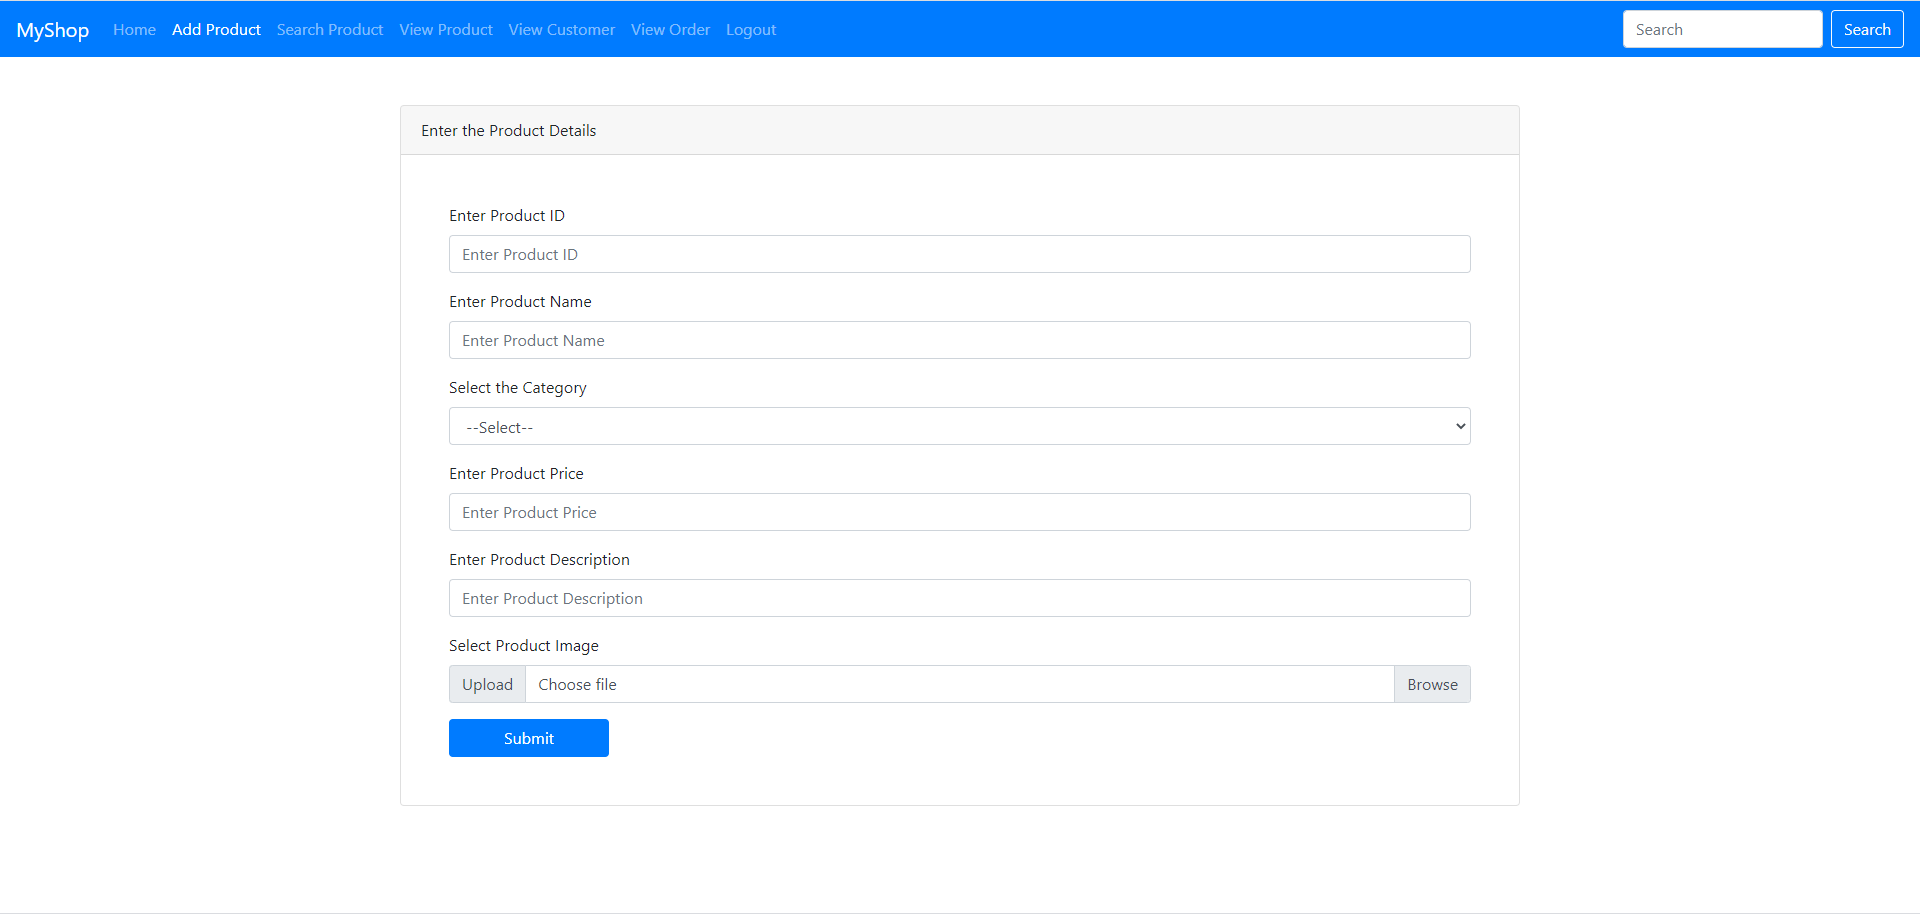 MyShop Home Add Product Search Product View Product View Customer View Order Logout Search Search
Enter the Product Details
Enter Product ID
Enter Product ID
Enter Product Name
Enter Product Name
Select the Category
--Select--
Enter Product Price
Enter Product Price
Enter Product Description
Enter Product Description
Select Product Image
Upload Choose file Browse
Submit